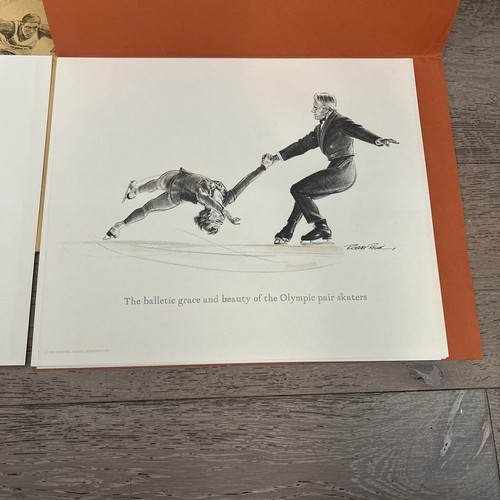 The balletic grace and beauty of the Olympic pair skaters